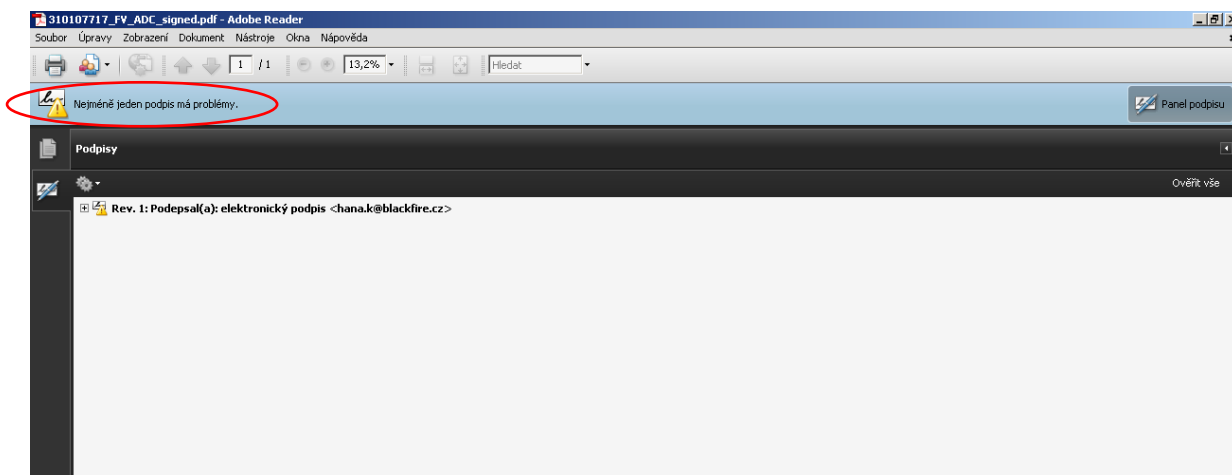 310107717_FV_ADC_signed.pdf - Adobe Reader
Soubor Úpravy Zobrazení Dokument Nástroje Okna Nápověda
1 / 1 13,2% Hledat
Nejméně jeden podpis má problémy. Panel podpisu
Podpisy
Ověřit vše
Rev. 1: Podepsal(a): elektronický podpis <hana.k@blackfire.cz>